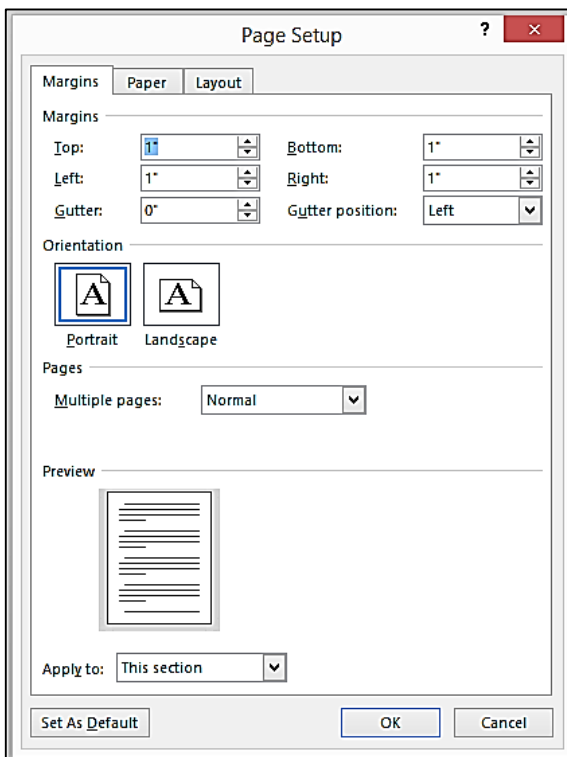 Page Setup ?
Margins Paper Layout
Margins
Top: 1" Bottom: 1"
Left: 1" Right: 1"
Gutter: 0" Gutter position: Left
Orientation
A A
Portrait Landscape
Pages
Multiple pages: Normal
Preview
Apply to: This section
Set As Default OK Cancel